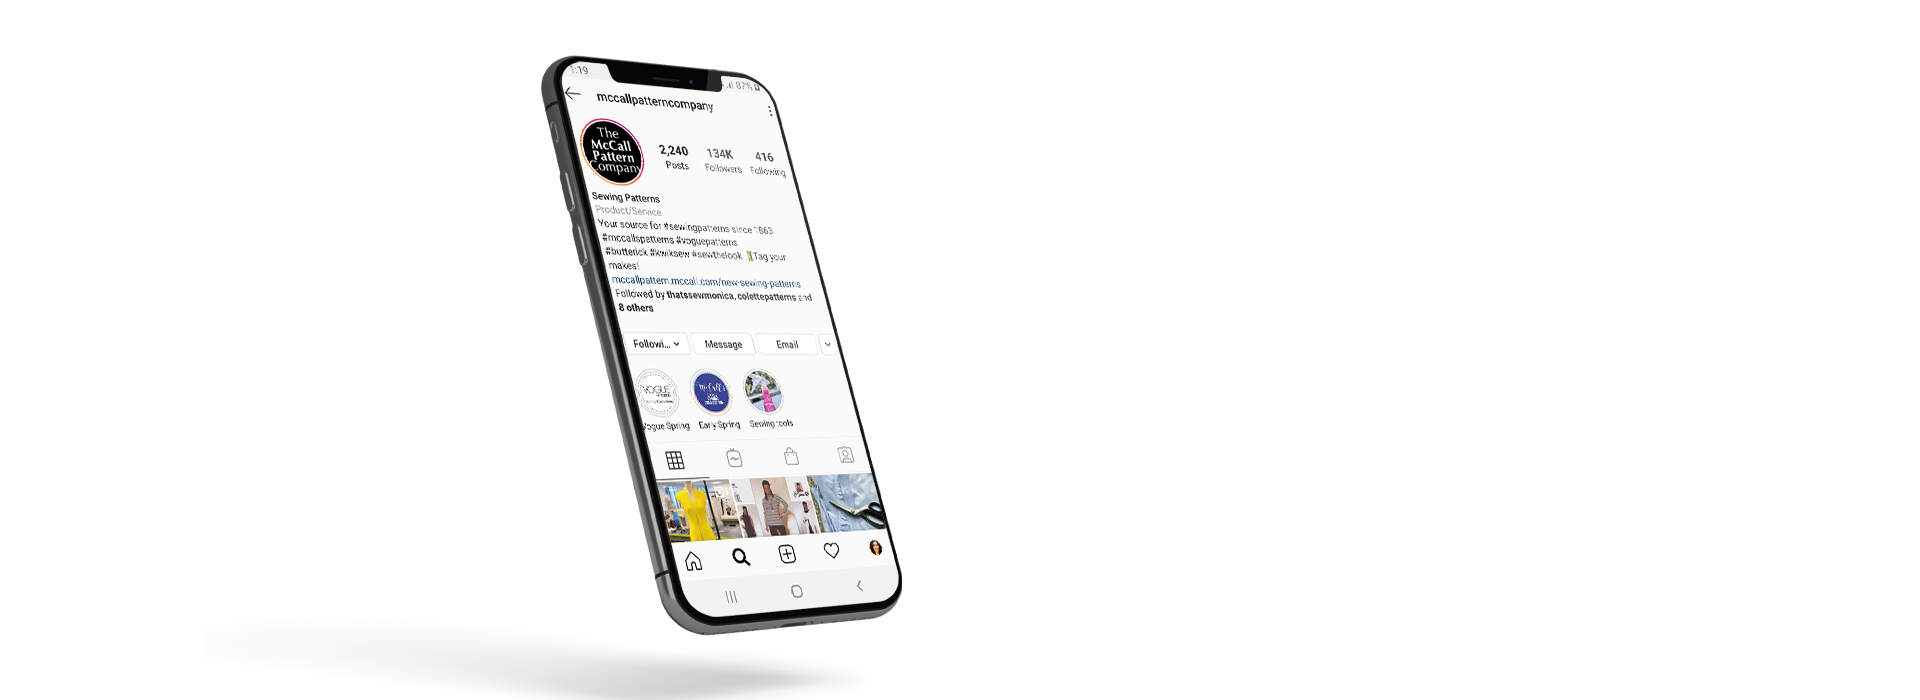 1:19
87%
mccallpatterncompany
The
McCall
Pattern
Company
2,240 134K 416
Posts Followers Following
Sewing Patterns
Product/Service
Your source for #sewingpatterns since 1863
#mccallspatterns #voguepatterns
#butterick #kwiksew #sewthelook Tag your
makes!
mccallpattern.mccall.com/new-sewing-patterns
Followed by thatssewmonica, colettepatterns and
8 others
Followi... Message Email
VOGUE
McCall's
Vogue Spring Early Spring Sewing tools